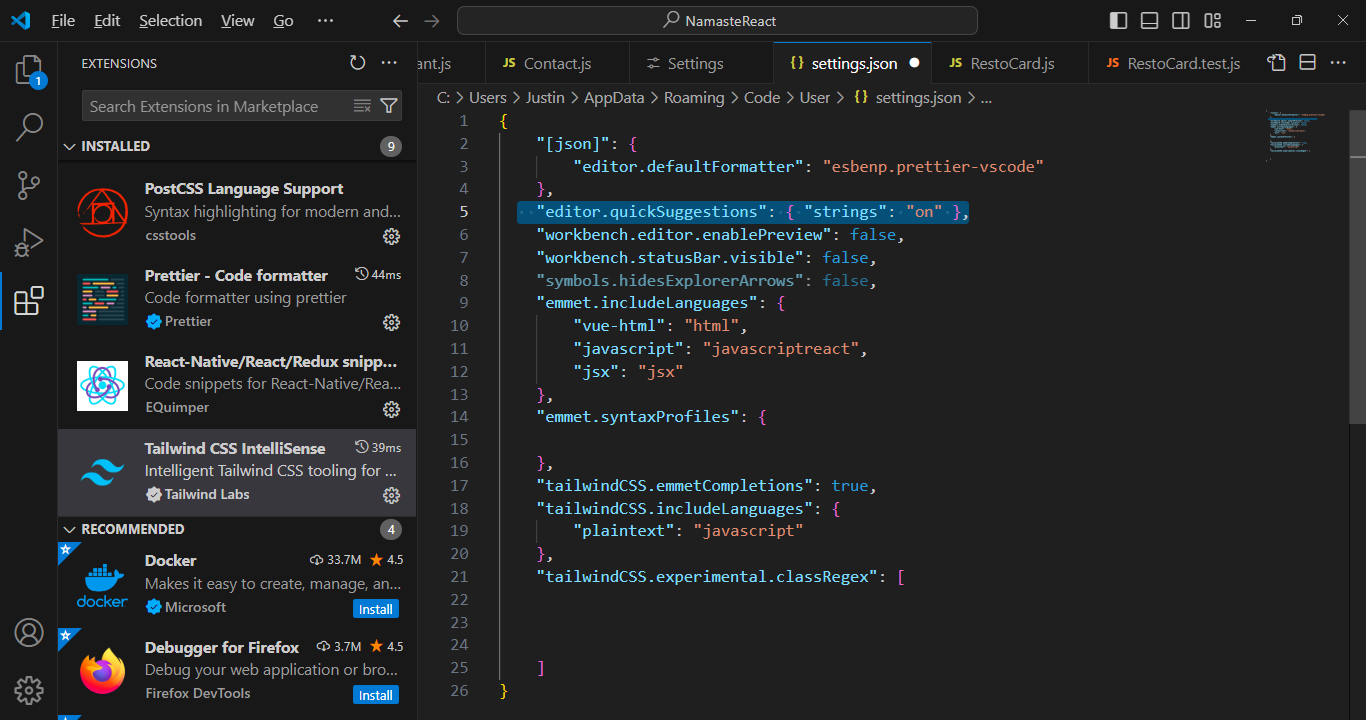 File Edit Selection View Go ··· NamasteReact
EXTENSIONS
1
Search Extensions in Marketplace
INSTALLED 9
PostCSS Language Support
Syntax highlighting for modern and...
csstools
Prettier - Code formatter 44ms
Code formatter using prettier
Prettier
React-Native/React/Redux snipp...
Code snippets for React-Native/Rea...
EQuimper
Tailwind CSS IntelliSense 39ms
Intelligent Tailwind CSS tooling for ...
Tailwind Labs
RECOMMENDED 4
Docker 33.7M 4.5
Makes it easy to create, manage, an...
docker
Microsoft Install
Debugger for Firefox 3.7M 4.5
Debug your web application or bro...
Firefox DevTools Install
ant.js JS Contact.js Settings {} settings.json JS RestoCard.js JS RestoCard.test.js
C: > Users > Justin > AppData > Roaming > Code > User > {} settings.json > ...
1 {
2 "[json]": {
3 "editor.defaultFormatter": "esbenp.prettier-vscode"
4 },
5 "editor.quickSuggestions": { "strings": "on" },
6 "workbench.editor.enablePreview": false,
7 "workbench.statusBar.visible": false,
8 "symbols.hidesExplorerArrows": false,
9 "emmet.includeLanguages": {
10 "vue-html": "html",
11 "javascript": "javascriptreact",
12 "jsx": "jsx"
13 },
14 "emmet.syntaxProfiles": {
15
16 },
17 "tailwindCSS.emmetCompletions": true,
18 "tailwindCSS.includeLanguages": {
19 "plaintext": "javascript"
20 },
21 "tailwindCSS.experimental.classRegex": [
22
23
24
25 ]
26 }